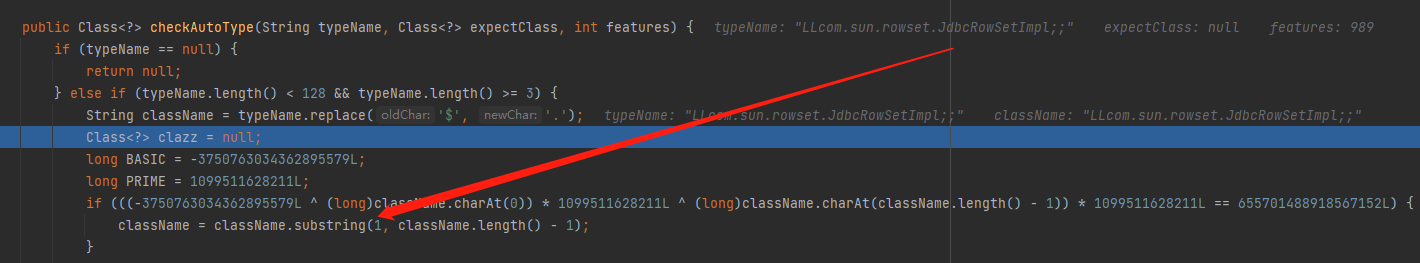 public Class<?> checkAutoType(String typeName, Class<?> expectClass, int features) { typeName: "LLcom.sun.rowset.JdbcRowSetImpl;;" expectClass: null features: 989
if (typeName == null) {
return null;
} else if (typeName.length() < 128 && typeName.length() >= 3) {
String className = typeName.replace( oldChar: '$', newChar: '.'); typeName: "LLcom.sun.rowset.JdbcRowSetImpl;;" className: "LLcom.sun.rowset.JdbcRowSetImpl;;"
Class<?> clazz = null;
long BASIC = -3750763034362895579L;
long PRIME = 1099511628211L;
if (((-3750763034362895579L ^ (long)className.charAt(0)) * 1099511628211L ^ (long)className.charAt(className.length() - 1)) * 1099511628211L == 655701488918567152L) {
className = className.substring(1, className.length() - 1);
}